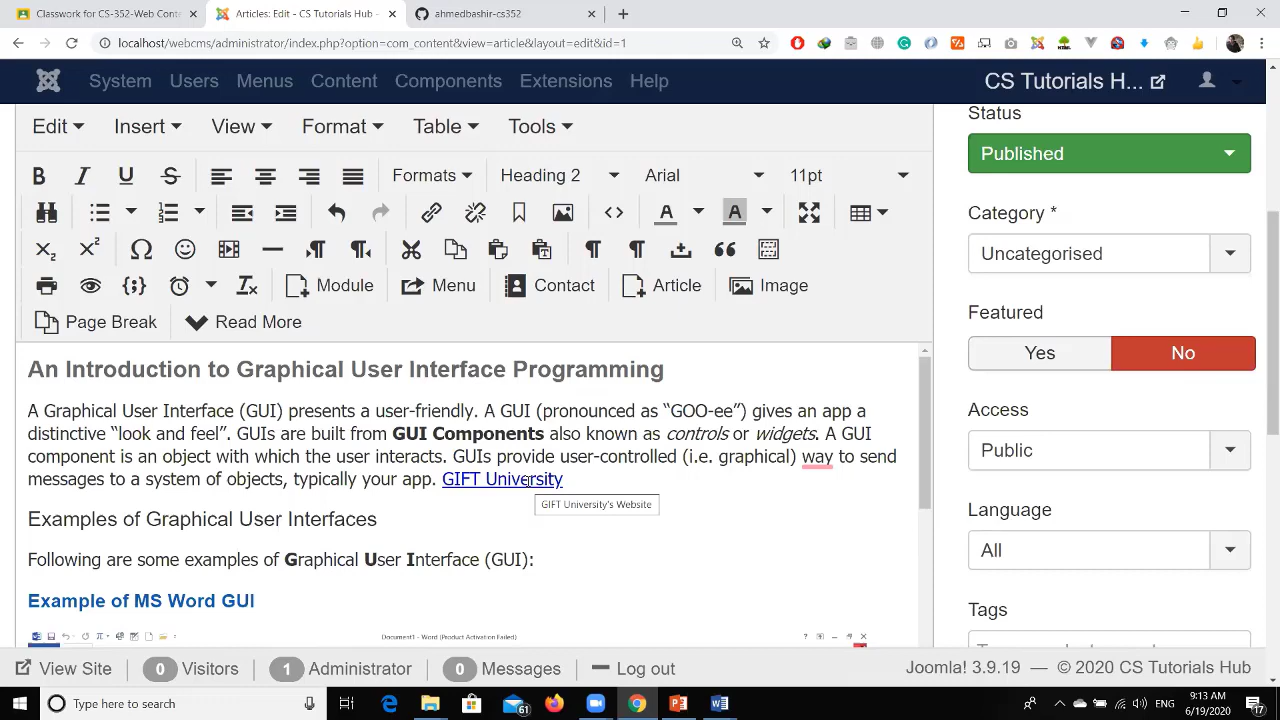 Classwork for CS-352-Web Cont
Articles: Edit - CS Tutorials Hub -
ahmedbashir-cs352
localhost/webcms/administrator/index.php?option=com_content&view=article&layout=edit&id=1
System Users Menus Content Components Extensions Help CS Tutorials H...
Edit Insert View Format Table Tools
Formats Heading 2 Arial 11pt
Module Menu Contact Article Image
Page Break Read More
An Introduction to Graphical User Interface Programming
A Graphical User Interface (GUI) presents a user-friendly. A GUI (pronounced as “GOO-ee”) gives an app a
distinctive “look and feel”. GUIs are built from GUI Components also known as controls or widgets. A GUI
component is an object with which the user interacts. GUIs provide user-controlled (i.e. graphical) way to send
messages to a system of objects, typically your app. GIFT University
GIFT University's Website
Examples of Graphical User Interfaces
Following are some examples of Graphical User Interface (GUI):
Example of MS Word GUI
Document1 - Word (Product Activation Failed)
Status
Published
Category *
Uncategorised
Featured
Yes No
Access
Public
Language
All
Tags
View Site 0 Visitors 1 Administrator 0 Messages Log out Joomla! 3.9.19 — © 2020 CS Tutorials Hub
Type here to search
61
ENG
9:13 AM
6/19/2020
17